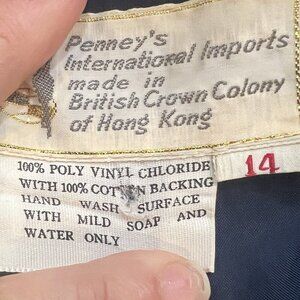 Penney's
International Imports
made in
British Crown Colony
of Hong Kong
14
100% POLY VINYL CHLORIDE
WITH 100% COTTON BACKING
HAND WASH SURFACE
WITH MILD SOAP AND
WATER ONLY